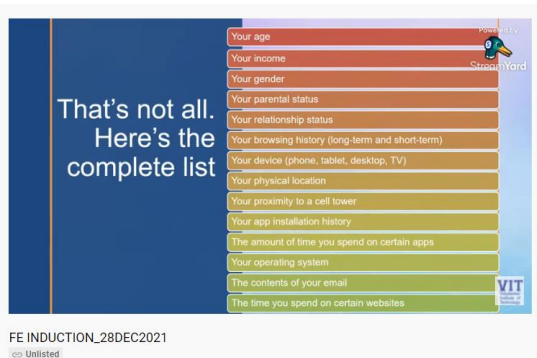 Powered by
StreamYard
That's not all.
Here's the
complete list
Your age
Your income
Your gender
Your parental status
Your relationship status
Your browsing history (long-term and short-term)
Your device (phone, tablet, desktop, TV)
Your physical location
Your proximity to a cell tower
Your app installation history
The amount of time you spend on certain apps
Your operating system
The contents of your email
The time you spend on certain websites
VIT
FE INDUCTION_28DEC2021
Unlisted